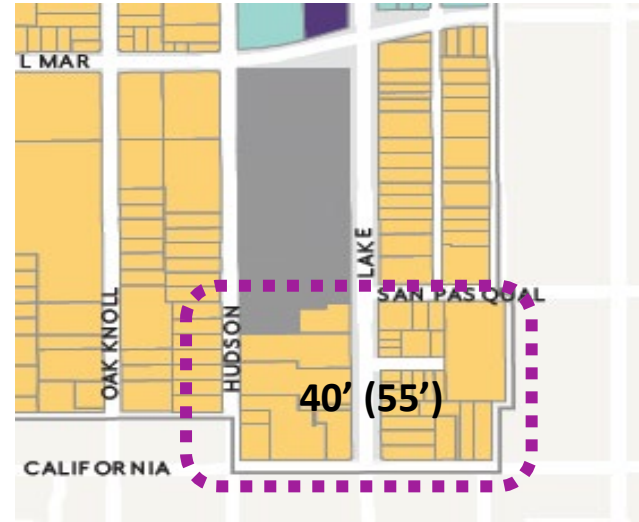 L MAR
LAKE
SAN PASQUAL
OAK KNOLL
HUDSON
40’ (55’)
CALIFORNIA